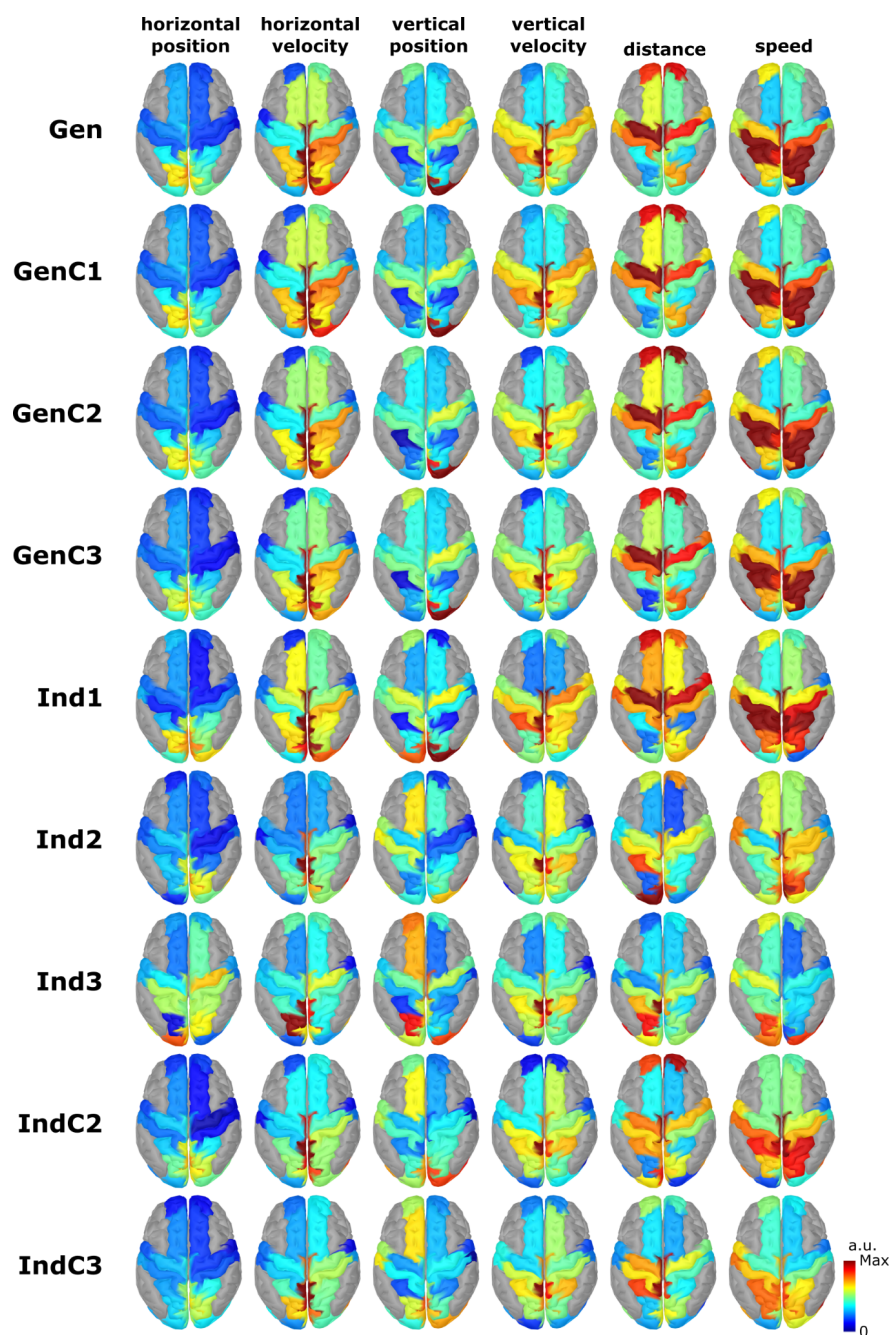 horizontal position
horizontal velocity
vertical position
vertical velocity
distance
speed
Gen
GenC1
GenC2
GenC3
Ind1
Ind2
Ind3
IndC2
IndC3
a.u.
Max
0